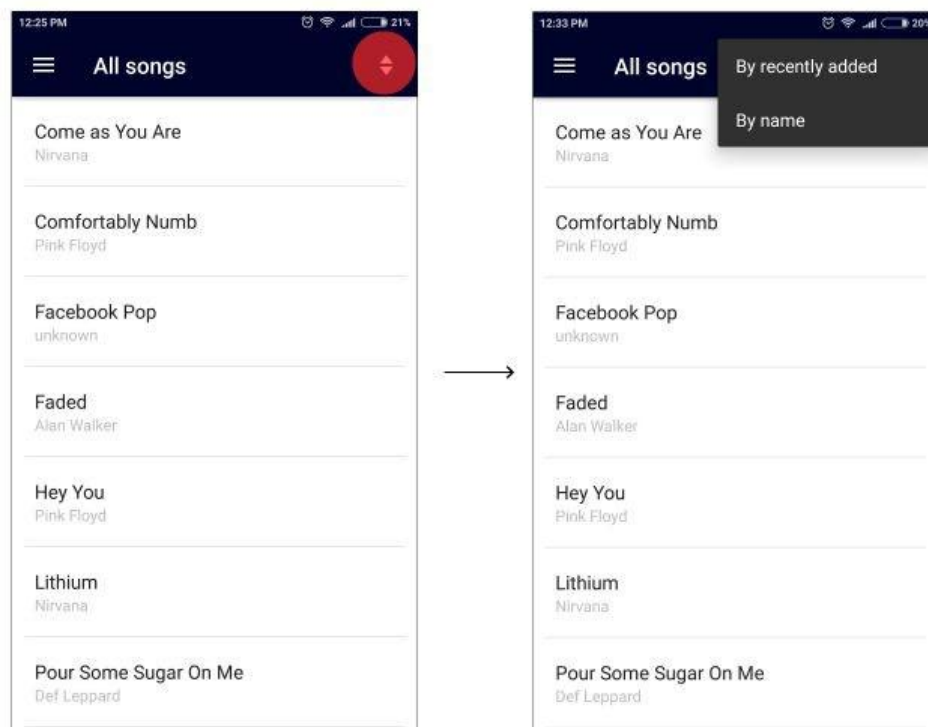 12:25 PM 21%
All songs
Come as You Are
Nirvana
Comfortably Numb
Pink Floyd
Facebook Pop
unknown
Faded
Alan Walker
Hey You
Pink Floyd
Lithium
Nirvana
Pour Some Sugar On Me
Def Leppard
12:33 PM 20%
All songs
By recently added
By name
Come as You Are
Nirvana
Comfortably Numb
Pink Floyd
Facebook Pop
unknown
Faded
Alan Walker
Hey You
Pink Floyd
Lithium
Nirvana
Pour Some Sugar On Me
Def Leppard